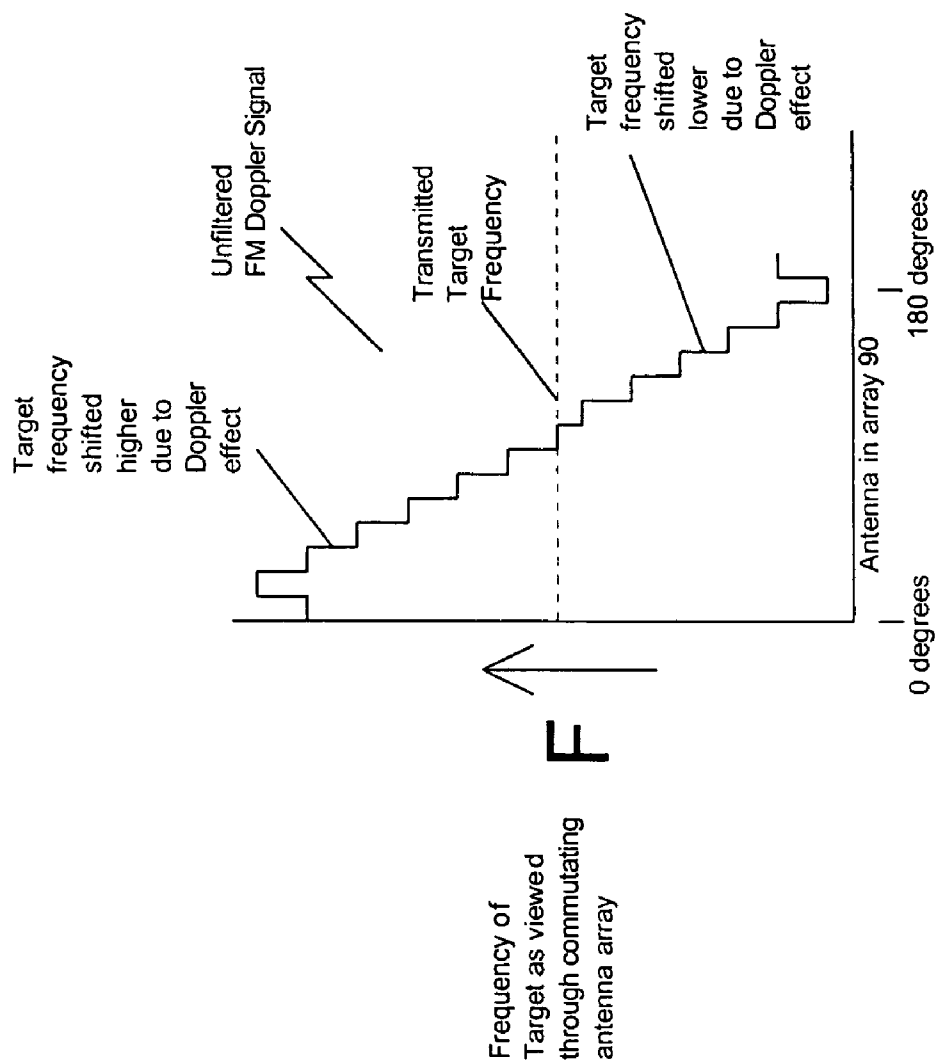 Target
frequency
shifted
higher
due to
Doppler
effect
Unfiltered
FM Doppler Signal
Transmitted
Target
Frequency
Target
frequency
shifted
lower
due to
Doppler
effect
Frequency of
Target as viewed
through commutating
antenna array
F
Antenna in array 90
0 degrees
180 degrees